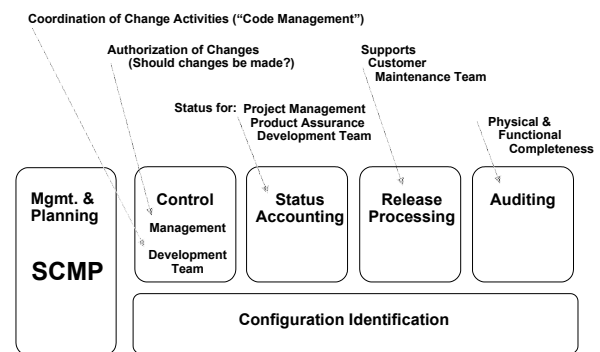 Coordination of Change Activities (“Code Management”)
Authorization of Changes
(Should changes be made?)
Supports
Customer
Maintenance Team
Status for: Project Management
Product Assurance
Development Team
Physical &
Functional
Completeness
Mgmt. &
Planning
SCMP
Control
Management
Development
Team
Status
Accounting
Release
Processing
Auditing
Configuration Identification